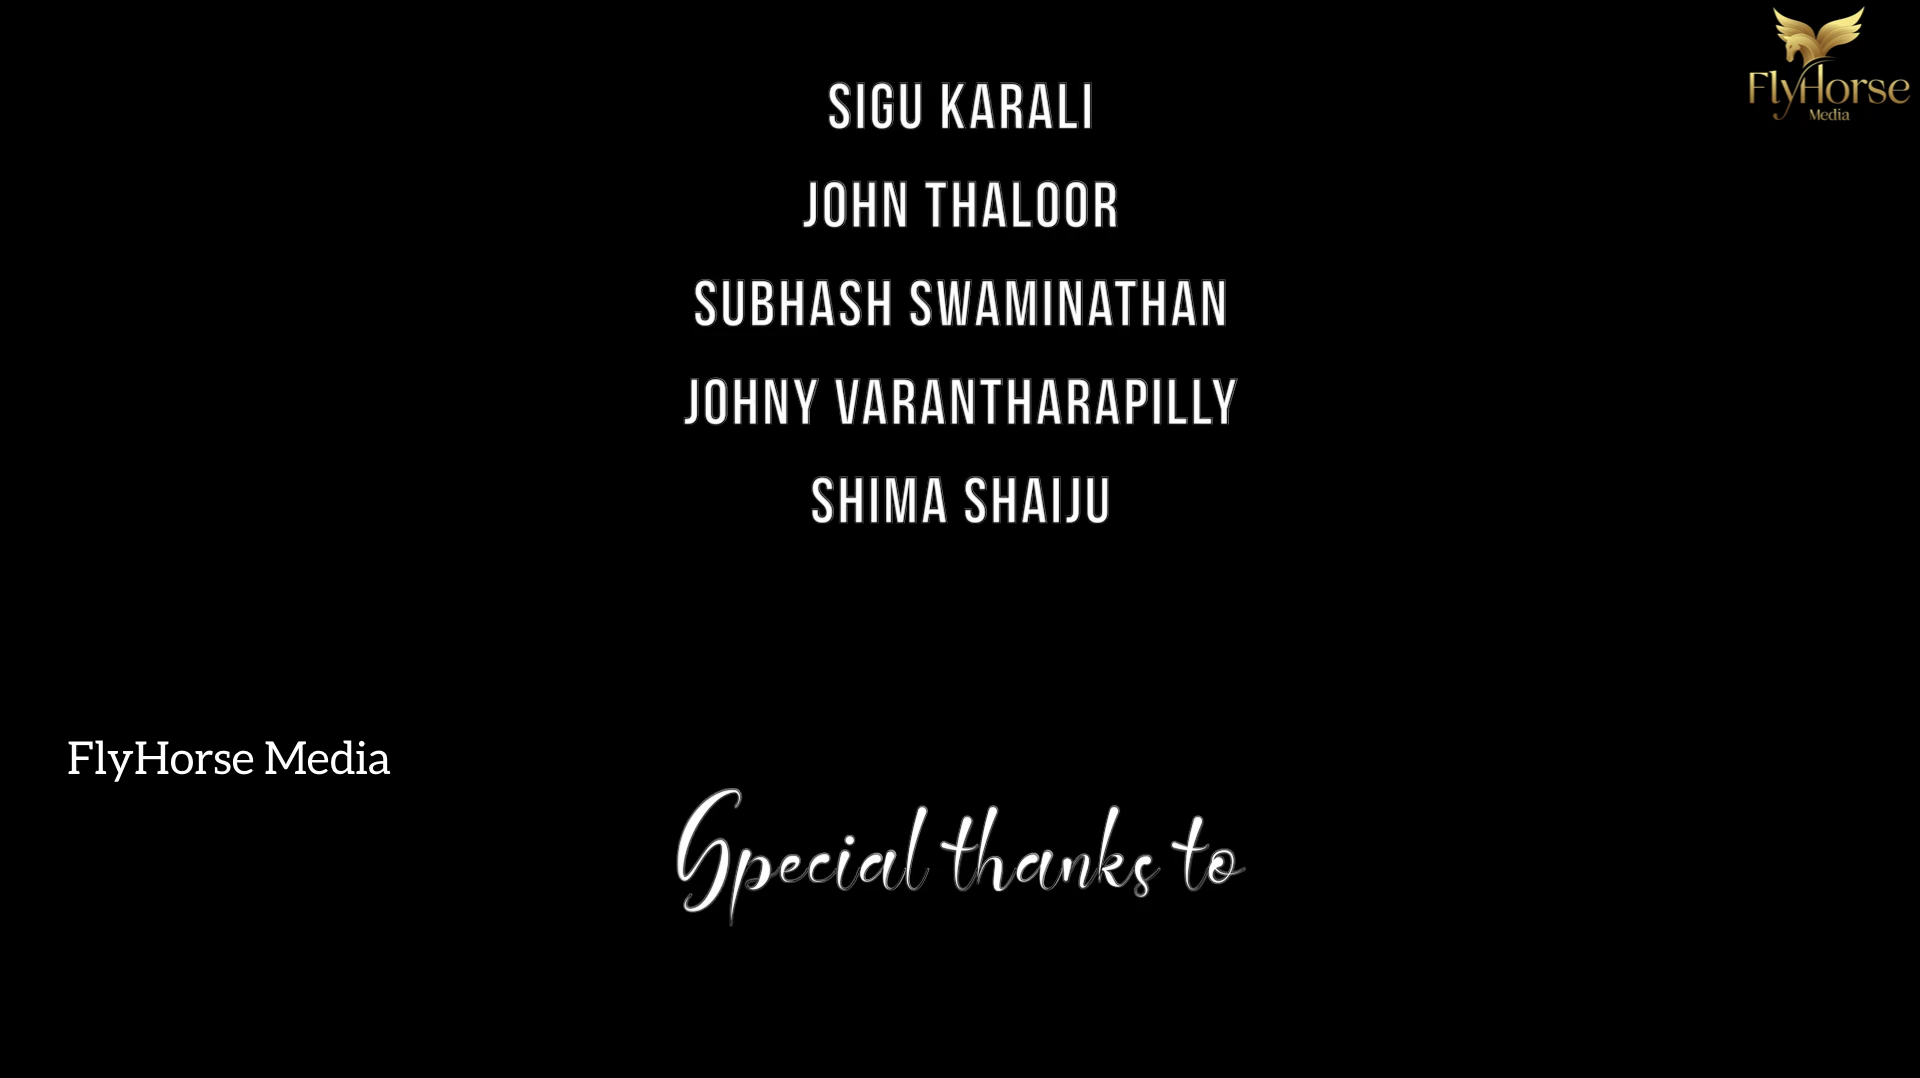 FlyHorse
Media
SIGU KARALI
JOHN THALOOR
SUBHASH SWAMINATHAN
JOHNY VARANTHARAPILLY
SHIMA SHAIJU
FlyHorse Media
Special thanks to